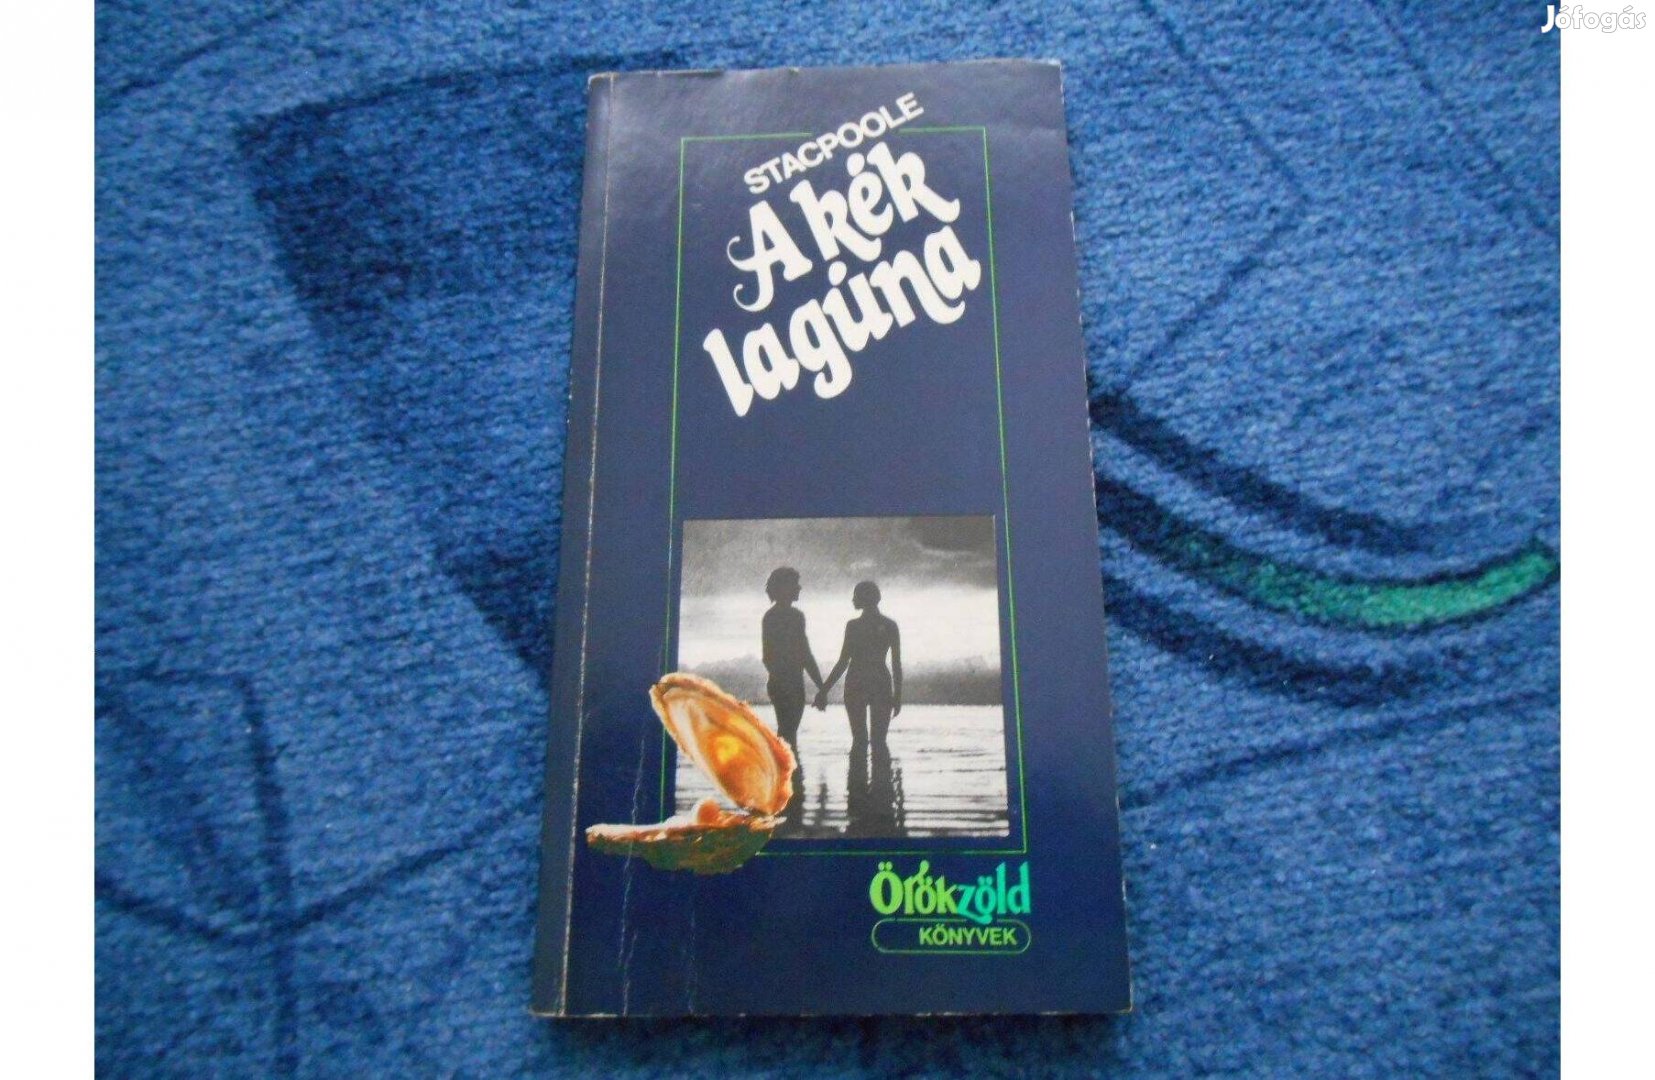 Jófogás
STACPOOLE
A kék
lagúna
Örökzöld
KÖNYVEK